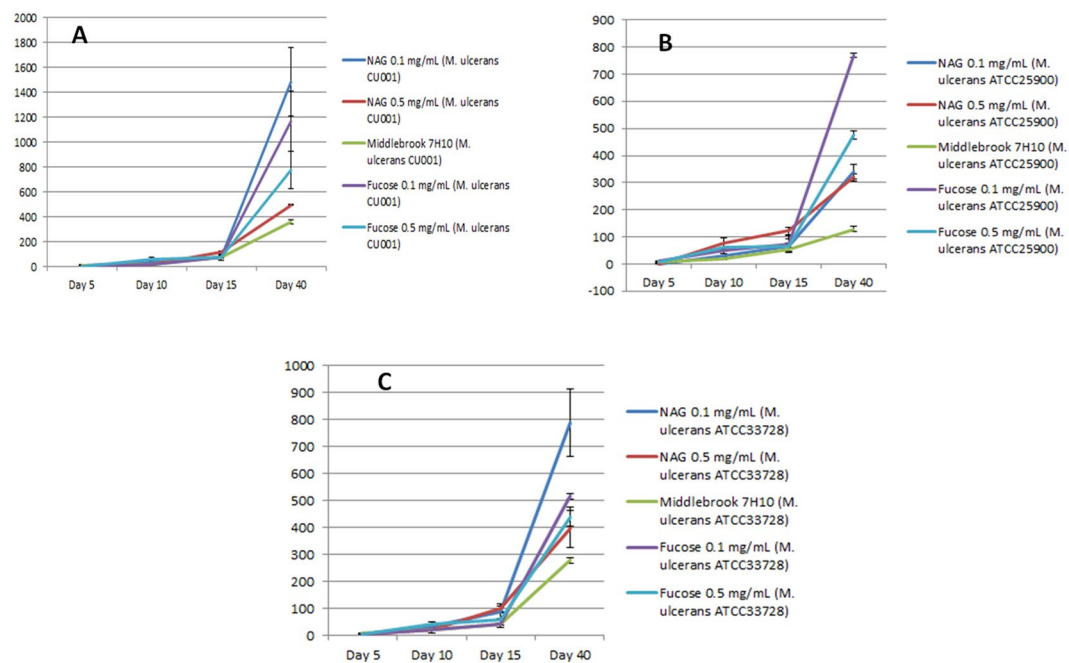 A
2000
1800
1600
1400
1200
1000
800
600
400
200
0
Day 5 Day 10 Day 15 Day 40
NAG 0.1 mg/mL (M. ulcerans
CU001)
NAG 0.5 mg/mL (M. ulcerans
CU001)
Middlebrook 7H10 (M.
ulcerans CU001)
Fucose 0.1 mg/mL (M. ulcerans
CU001)
Fucose 0.5 mg/mL (M. ulcerans
CU001)
B
900
800
700
600
500
400
300
200
100
0
-100
Day 5 Day 10 Day 15 Day 40
NAG 0.1 mg/mL (M.
ulcerans ATCC25900)
NAG 0.5 mg/mL (M.
ulcerans ATCC25900)
Middlebrook 7H10 (M.
ulcerans ATCC25900)
Fucose 0.1 mg/mL (M.
ulcerans ATCC25900)
Fucose 0.5 mg/mL (M.
ulcerans ATCC25900)
C
1000
900
800
700
600
500
400
300
200
100
0
Day 5 Day 10 Day 15 Day 40
NAG 0.1 mg/mL (M.
ulcerans ATCC33728)
NAG 0.5 mg/mL (M.
ulcerans ATCC33728)
Middlebrook 7H10 (M.
ulcerans ATCC33728)
Fucose 0.1 mg/mL (M.
ulcerans ATCC33728)
Fucose 0.5 mg/mL (M.
ulcerans ATCC33728)